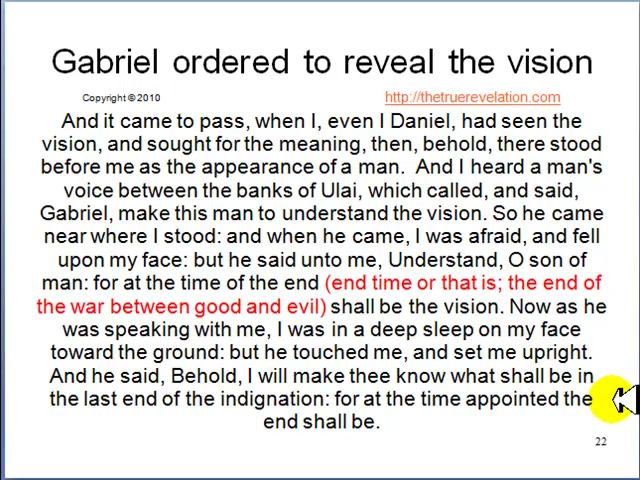 Gabriel ordered to reveal the vision
Copyright © 2010
http://thetruerevelation.com
And it came to pass, when I, even I Daniel, had seen the
vision, and sought for the meaning, then, behold, there stood
before me as the appearance of a man.  And I heard a man's
voice between the banks of Ulai, which called, and said,
Gabriel, make this man to understand the vision. So he came
near where I stood: and when he came, I was afraid, and fell
upon my face: but he said unto me, Understand, O son of
man: for at the time of the end (end time or that is; the end of
the war between good and evil) shall be the vision. Now as he
was speaking with me, I was in a deep sleep on my face
toward the ground: but he touched me, and set me upright.
And he said, Behold, I will make thee know what shall be in
the last end of the indignation: for at the time appointed the
end shall be.
22